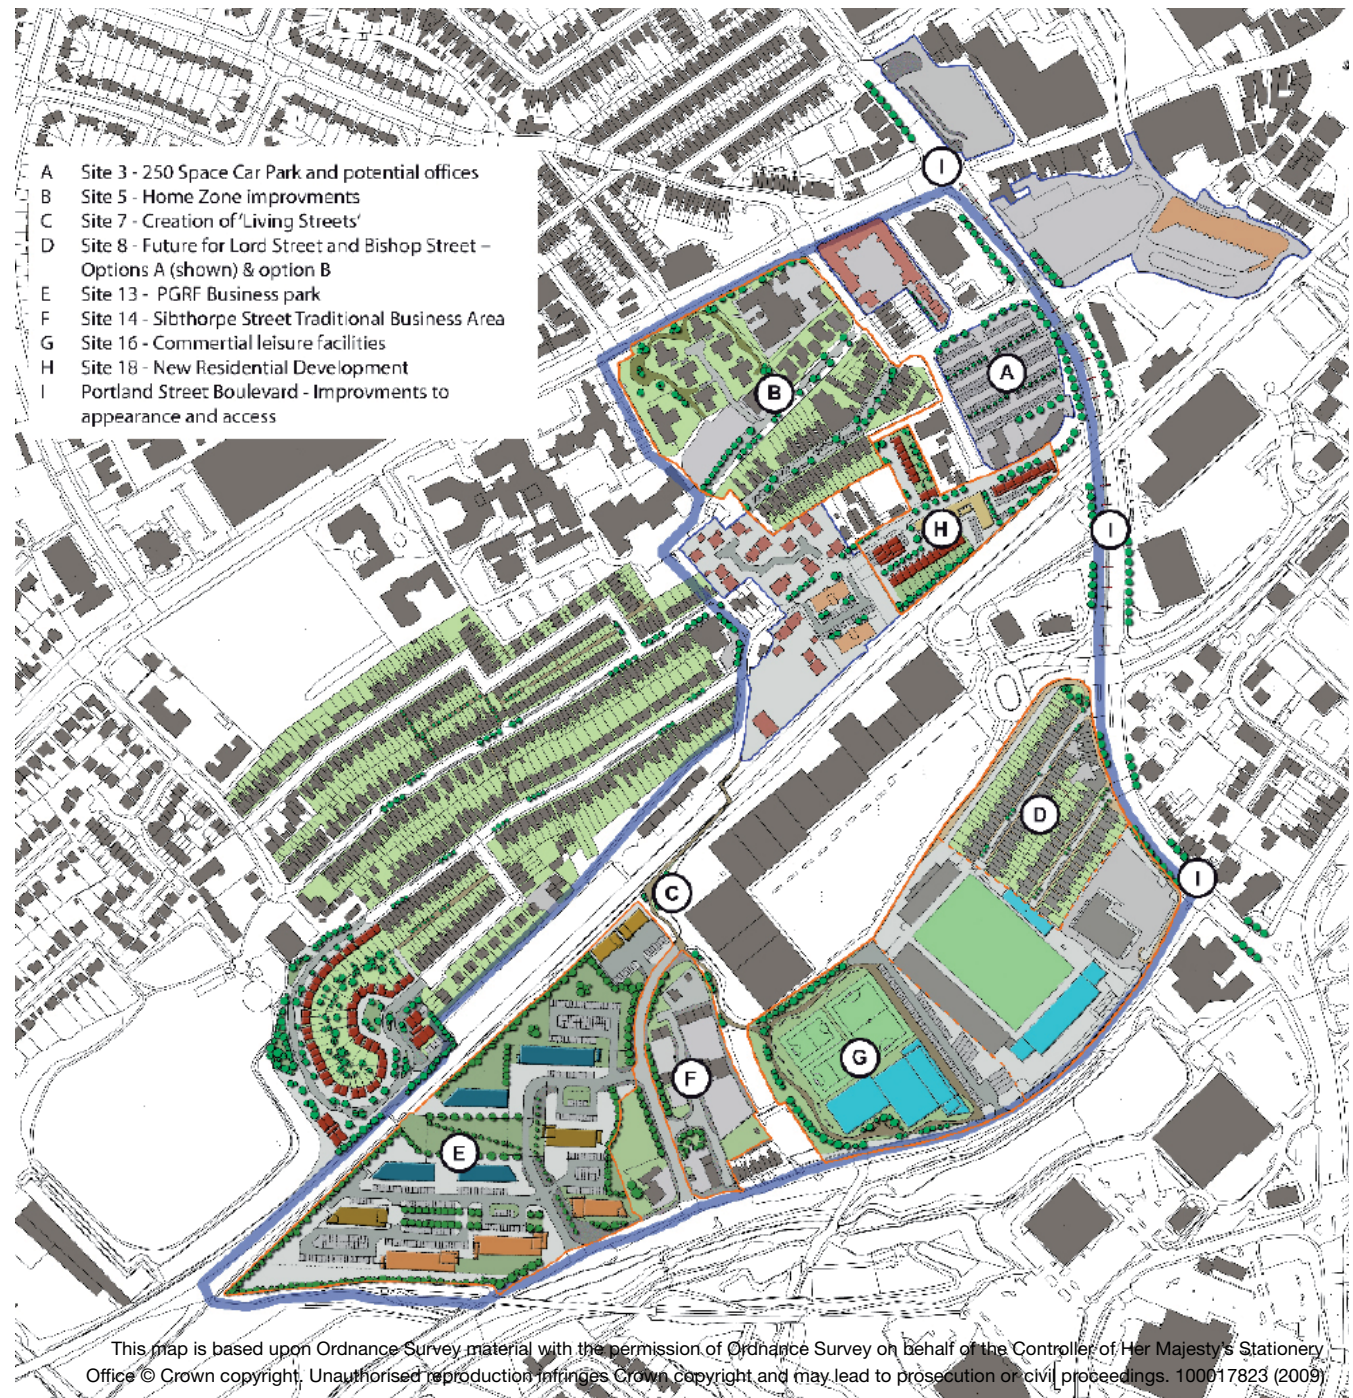 A Site 3 - 250 Space Car Park and potential offices
B Site 5 - Home Zone improvments
C Site 7 - Creation of 'Living Streets'
D Site 8 - Future for Lord Street and Bishop Street –
Options A (shown) & option B
E Site 13 - PGRF Business park
F Site 14 - Sibthorpe Street Traditional Business Area
G Site 16 - Commertial leisure facilities
H Site 18 - New Residential Development
I Portland Street Boulevard - Improvments to
appearance and access
I
A
B
H
I
D
I
C
G
F
E
This map is based upon Ordnance Survey material with the permission of Ordnance Survey on behalf of the Controller of Her Majesty's Stationery
Office © Crown copyright. Unauthorised reproduction infringes Crown copyright and may lead to prosecution or civil proceedings. 100017823 (2009)